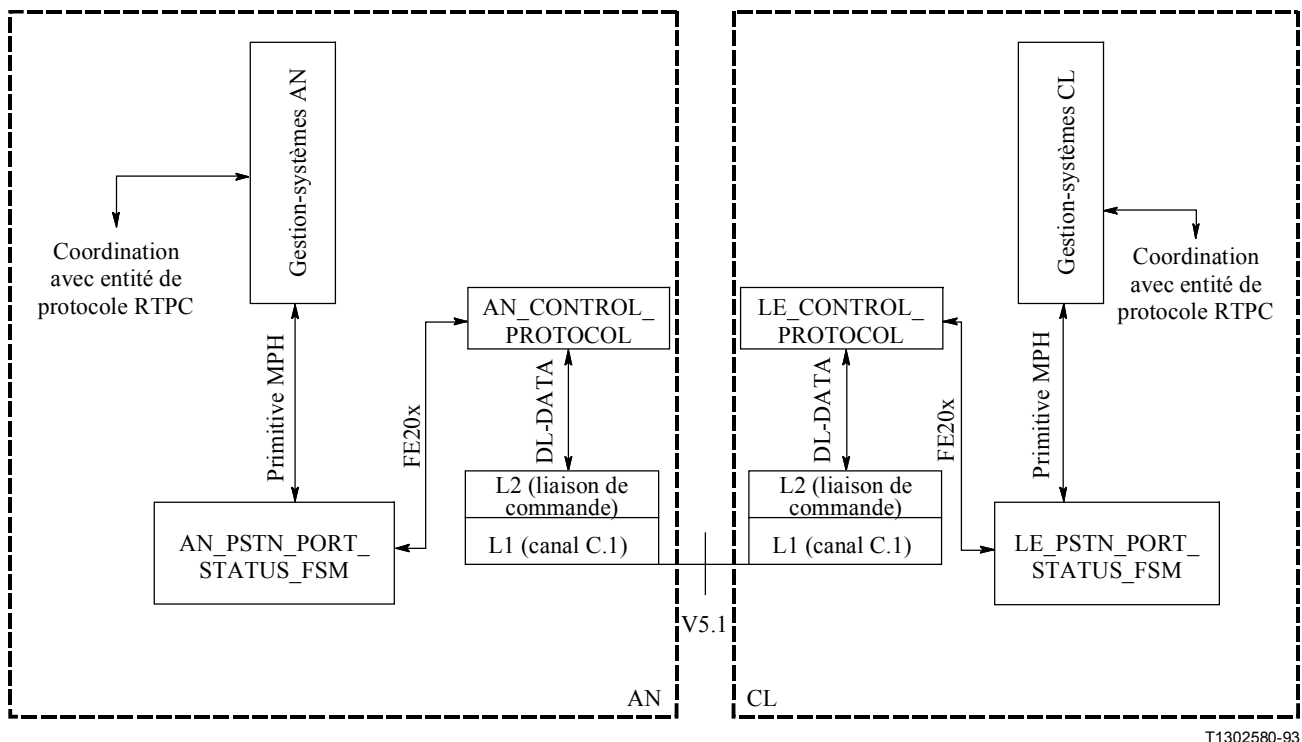 Gestion-systèmes AN
Coordination
avec entité de
protocole RTPC
Primitive MPH
AN_CONTROL_
PROTOCOL
FE20x
DL-DATA
L2 (liaison de
commande)
L1 (canal C.1)
AN_PSTN_PORT_
STATUS_FSM
AN
V5.1
Gestion-systèmes CL
Coordination
avec entité de
protocole RTPC
LE_CONTROL_
PROTOCOL
DL-DATA
FE20x
Primitive MPH
L2 (liaison de
commande)
L1 (canal C.1)
LE_PSTN_PORT_
STATUS_FSM
CL
T1302580-93